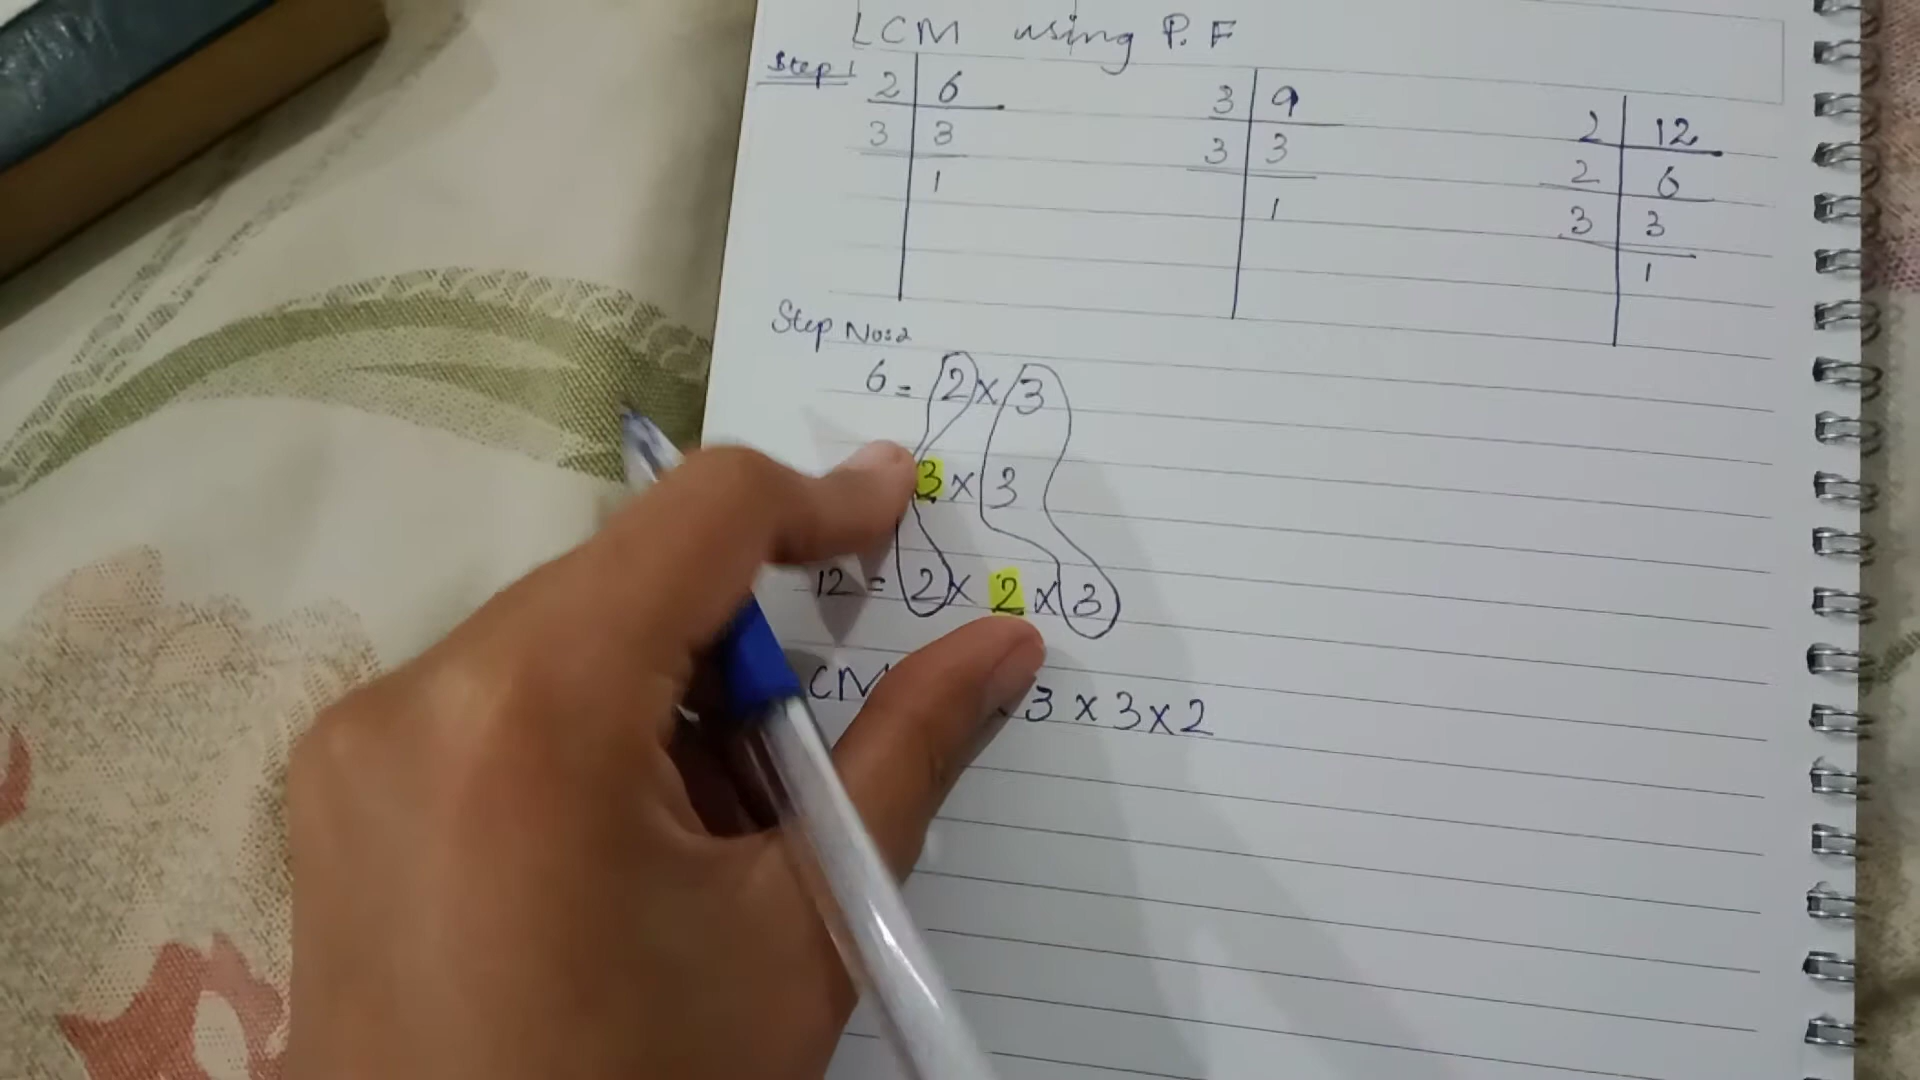 LCM using P.F
Step 1
2 | 6
3 | 3
1
3 | 9
3 | 3
1
2 | 12
2 | 6
3 | 3
1
Step No:2
6 = 2 x 3
3 x 3
12 = 2 x 2 x 3
CM 3 x 3 x 2